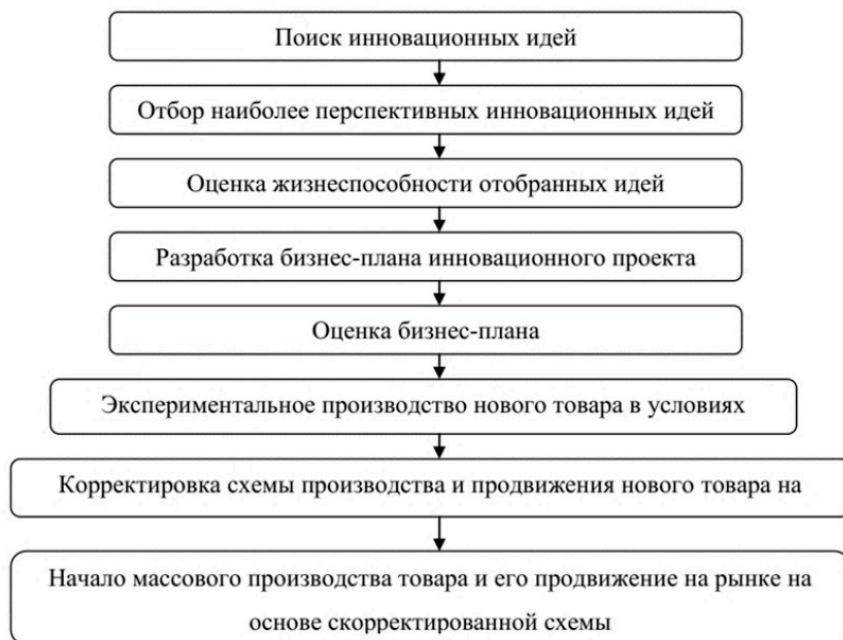 Поиск инновационных идей
Отбор наиболее перспективных инновационных идей
Оценка жизнеспособности отобранных идей
Разработка бизнес-плана инновационного проекта
Оценка бизнес-плана
Экспериментальное производство нового товара в условиях
Корректировка схемы производства и продвижения нового товара на
Начало массового производства товара и его продвижение на рынке на
основе скорректированной схемы